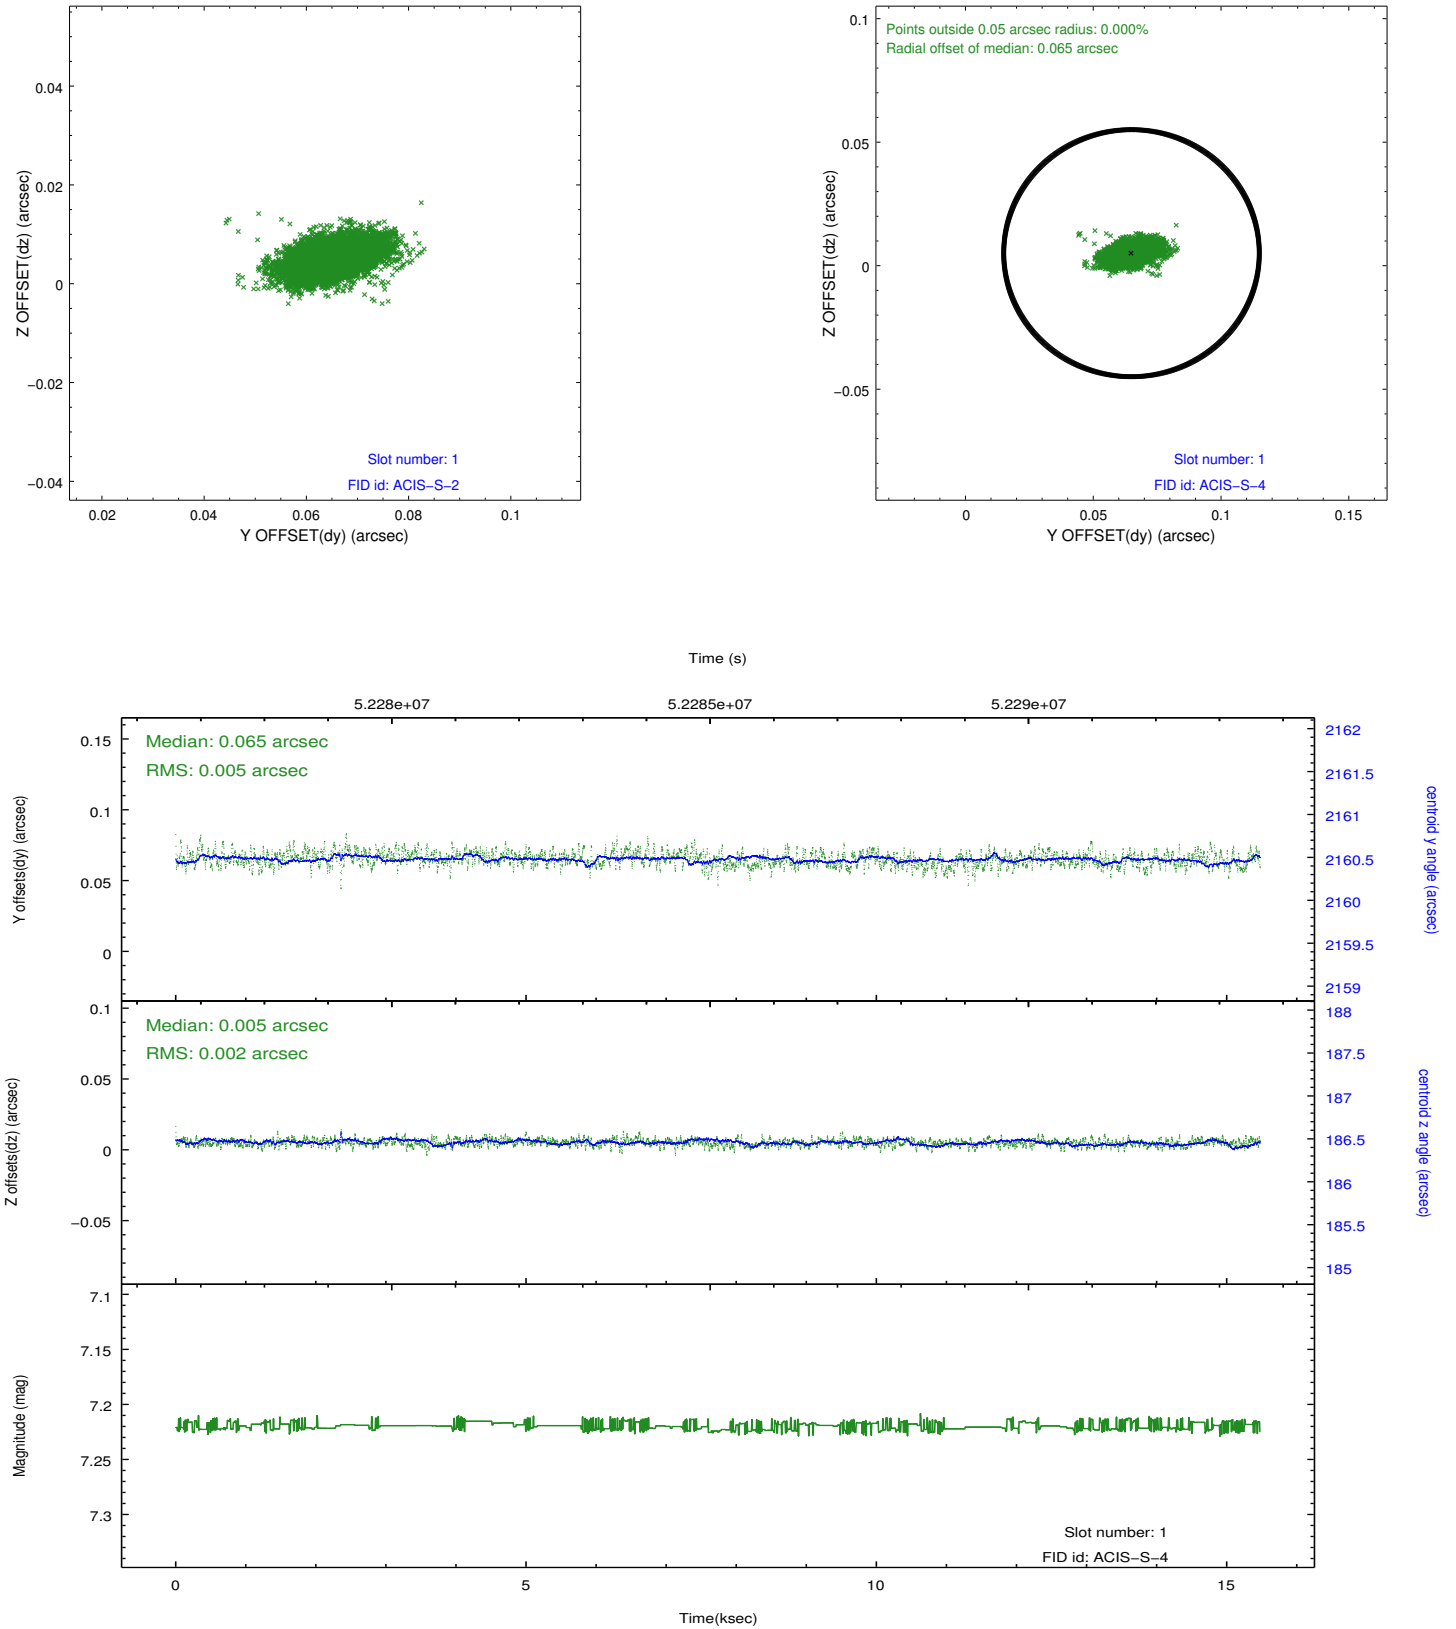 0.04
0.02
0
−0.02
−0.04
Z OFFSET(dz) (arcsec)
Slot number: 1
FID id: ACIS−S−2
0.02
0.04
0.06
0.08
0.1
Y OFFSET(dy) (arcsec)
Points outside 0.05 arcsec radius: 0.000%
Radial offset of median: 0.065 arcsec
0.1
0.05
0
−0.05
Z OFFSET(dz) (arcsec)
Slot number: 1
FID id: ACIS−S−4
0
0.05
0.1
0.15
Y OFFSET(dy) (arcsec)
Time (s)
5.228e+07
5.2285e+07
5.229e+07
Median: 0.065 arcsec
RMS: 0.005 arcsec
0.15
0.1
0.05
0
Y offsets(dy) (arcsec)
2162
2161.5
2161
2160.5
2160
2159.5
2159
centroid y angle (arcsec)
Median: 0.005 arcsec
RMS: 0.002 arcsec
0.1
0.05
0
−0.05
Z offsets(dz) (arcsec)
188
187.5
187
186.5
186
185.5
185
centroid z angle (arcsec)
7.1
7.15
7.2
7.25
7.3
Magnitude (mag)
Slot number: 1
FID id: ACIS−S−4
0
5
10
15
Time(ksec)